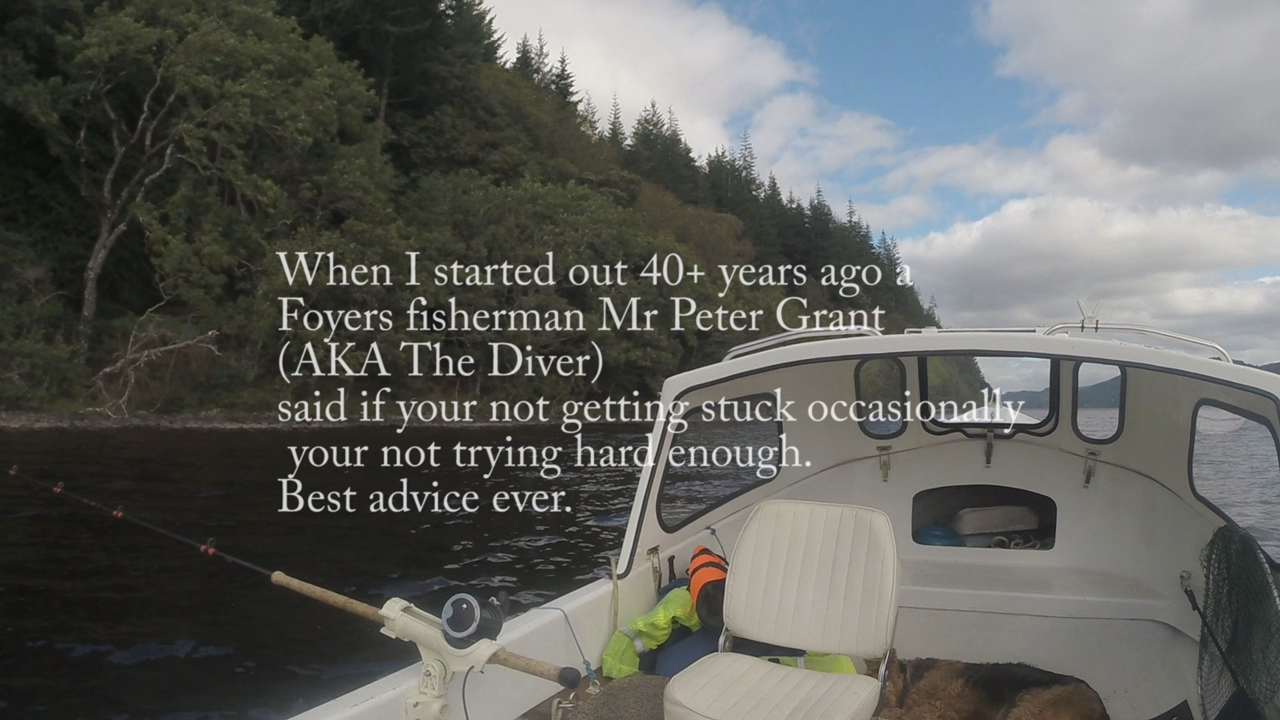 When I started out 40+ years ago a
Foyers fisherman Mr Peter Grant
(AKA The Diver)
said if your not getting stuck occasionally
your not trying hard enough.
Best advice ever.